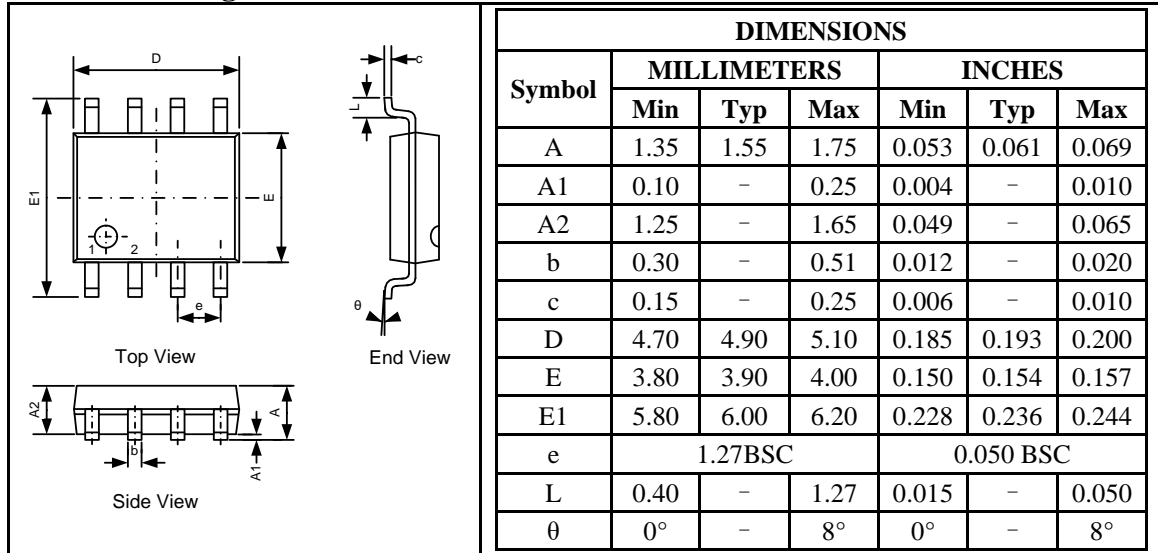 D
c
L
E1
E
1
2
e
θ
Top View
End View
A2
A
b
A1
Side View
DIMENSIONS
Symbol MILLIMETERS INCHES
Min Typ Max Min Typ Max
A 1.35 1.55 1.75 0.053 0.061 0.069
A1 0.10 - 0.25 0.004 - 0.010
A2 1.25 - 1.65 0.049 - 0.065
b 0.30 - 0.51 0.012 - 0.020
c 0.15 - 0.25 0.006 - 0.010
D 4.70 4.90 5.10 0.185 0.193 0.200
E 3.80 3.90 4.00 0.150 0.154 0.157
E1 5.80 6.00 6.20 0.228 0.236 0.244
e 1.27BSC 0.050 BSC
L 0.40 - 1.27 0.015 - 0.050
θ 0° - 8° 0° - 8°